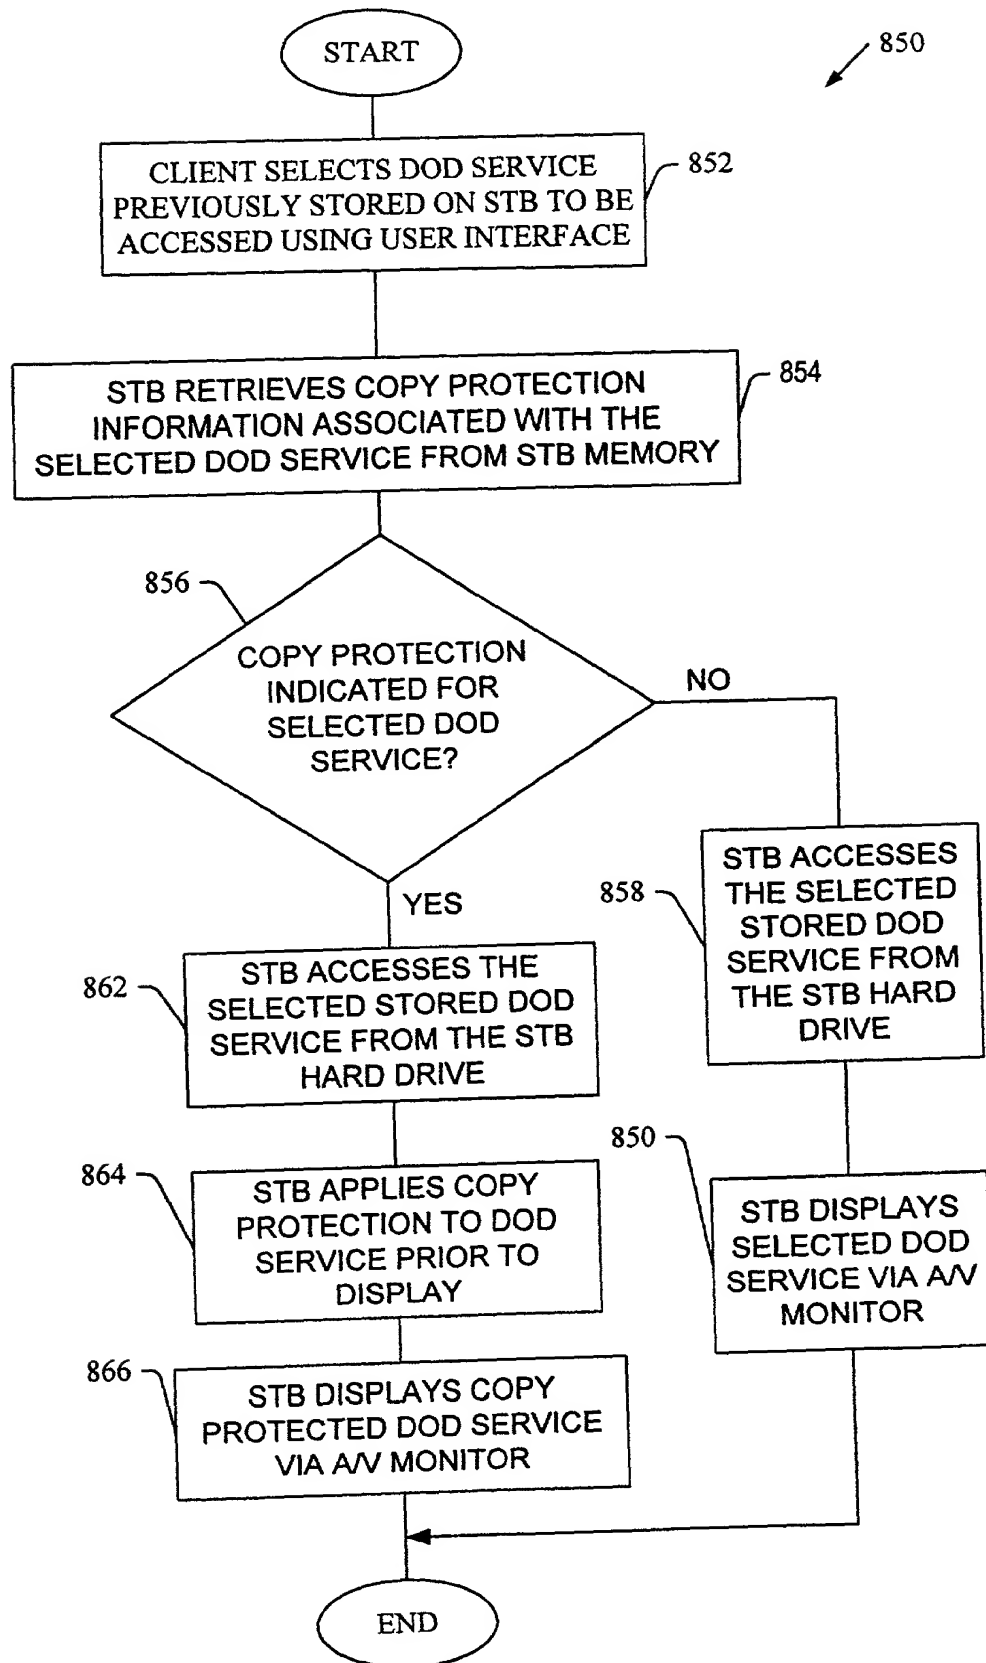 START
850
CLIENT SELECTS DOD SERVICE
PREVIOUSLY STORED ON STB TO BE
ACCESSED USING USER INTERFACE
852
STB RETRIEVES COPY PROTECTION
INFORMATION ASSOCIATED WITH THE
SELECTED DOD SERVICE FROM STB MEMORY
854
856
COPY PROTECTION
INDICATED FOR
SELECTED DOD
SERVICE?
NO
YES
858
STB ACCESSES
THE SELECTED
STORED DOD
SERVICE FROM
THE STB HARD
DRIVE
862
STB ACCESSES THE
SELECTED STORED DOD
SERVICE FROM THE STB
HARD DRIVE
850
STB DISPLAYS
SELECTED DOD
SERVICE VIA A/V
MONITOR
864
STB APPLIES COPY
PROTECTION TO DOD
SERVICE PRIOR TO
DISPLAY
866
STB DISPLAYS COPY
PROTECTED DOD SERVICE
VIA A/V MONITOR
END